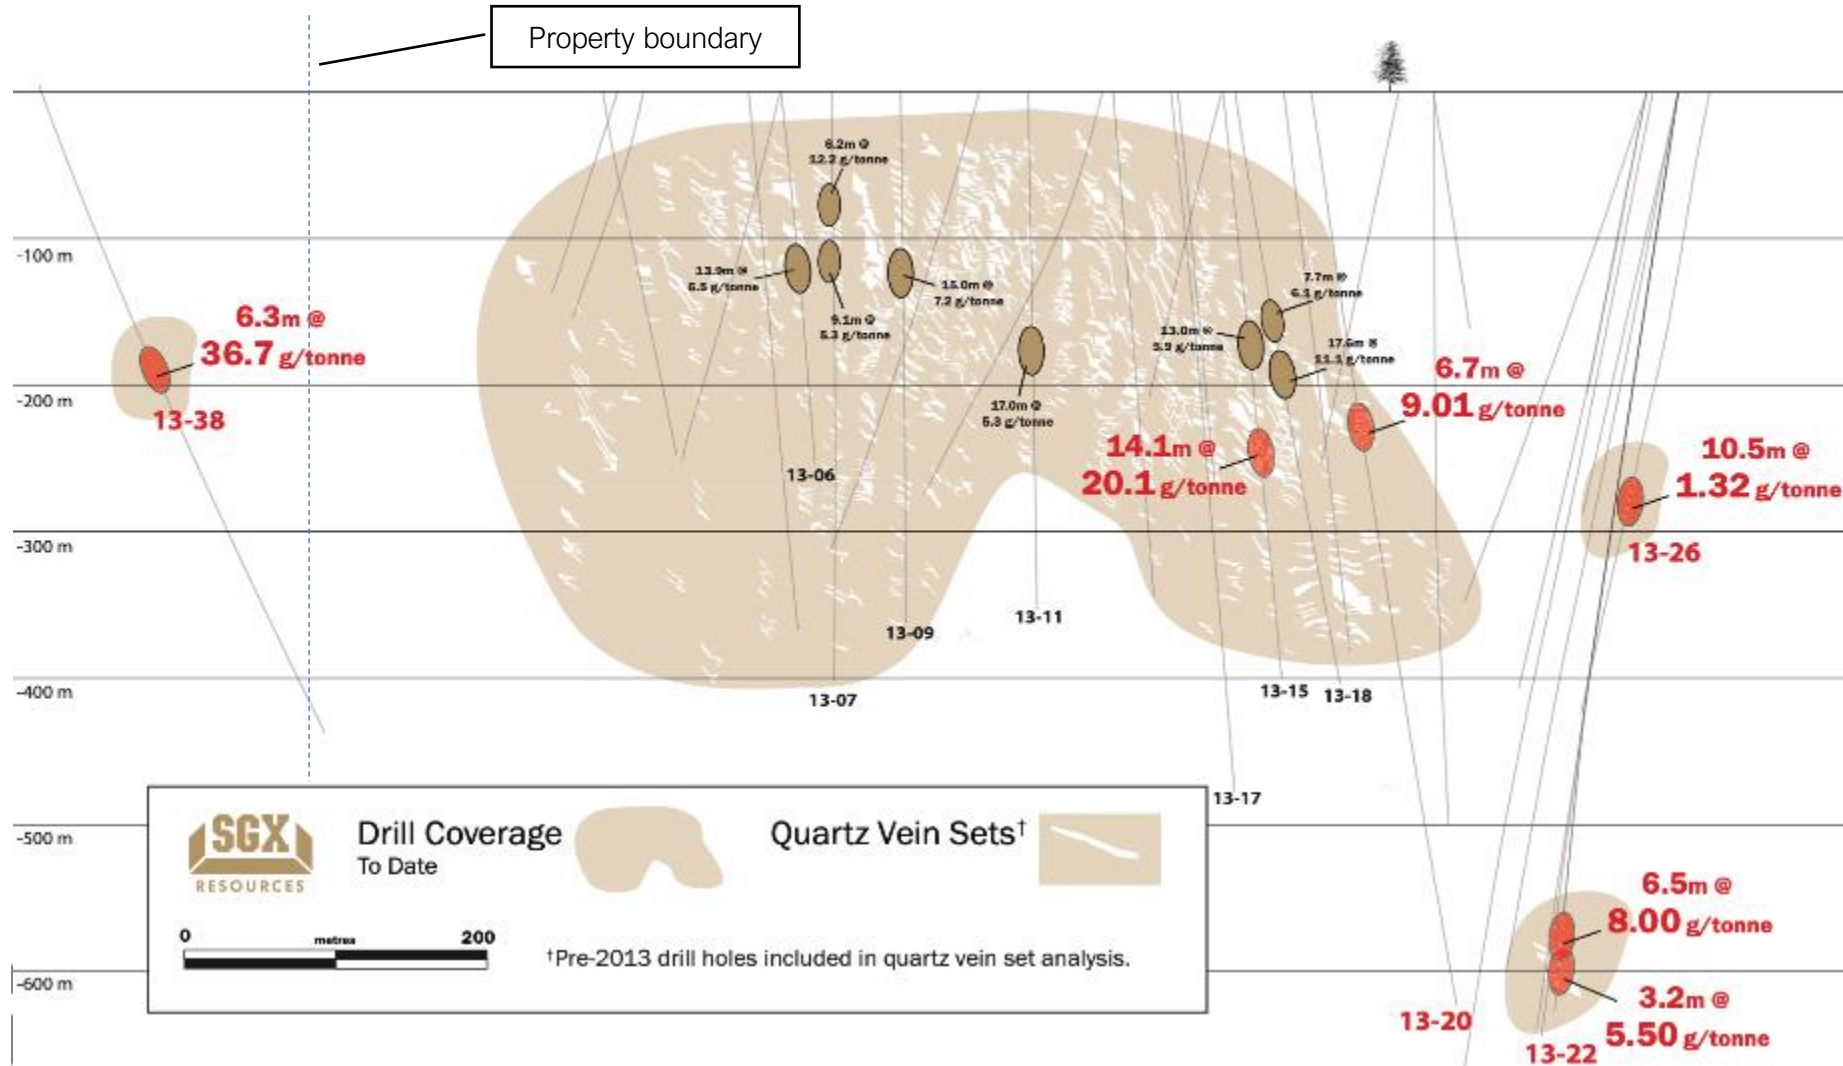 Property boundary
6.2m @
12.2 g/tonne
-100 m
13.9m @
6.5 g/tonne
15.0m @
7.2 g/tonne
7.7m @
6.1 g/tonne
9.1m @
5.3 g/tonne
13.0m @
5.9 g/tonne
17.6m @
11.1 g/tonne
6.3m @
36.7 g/tonne
13-38
-200 m
17.0m @
5.3 g/tonne
6.7m @
9.01 g/tonne
14.1m @
20.1 g/tonne
10.5m @
1.32 g/tonne
13-26
13-06
-300 m
13-11
13-09
-400 m
13-07
13-15
13-18
13-17
-500 m
SGX
RESOURCES
Drill Coverage
To Date
Quartz Vein Sets†
0 metres 200
†Pre-2013 drill holes included in quartz vein set analysis.
6.5m @
8.00 g/tonne
-600 m
3.2m @
5.50 g/tonne
13-20
13-22